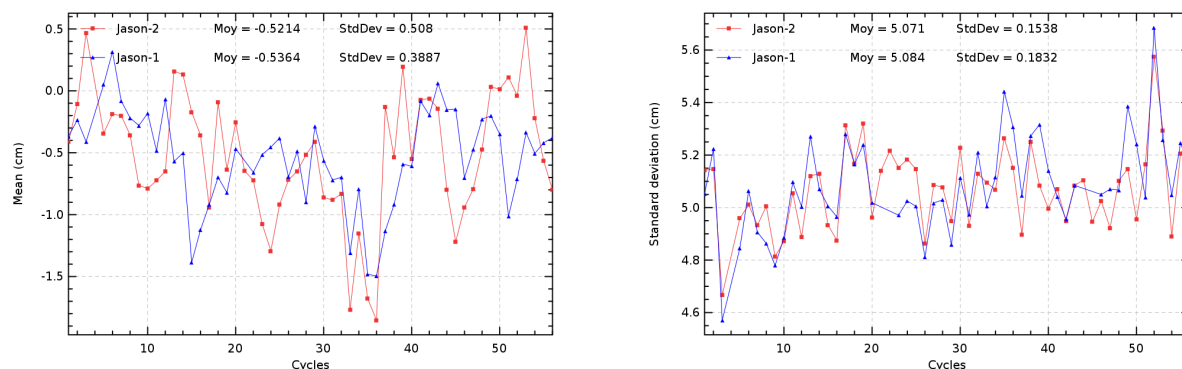 Jason-2 Moy = -0.5214 StdDev = 0.508
Jason-1 Moy = -0.5364 StdDev = 0.3887
0.5
0.0
-0.5
-1.0
-1.5
Mean (cm)
10 20 30 40 50
Cycles
Jason-2 Moy = 5.071 StdDev = 0.1538
Jason-1 Moy = 5.084 StdDev = 0.1832
5.6
5.4
5.2
5.0
4.8
4.6
Standard deviation (cm)
10 20 30 40 50
Cycles